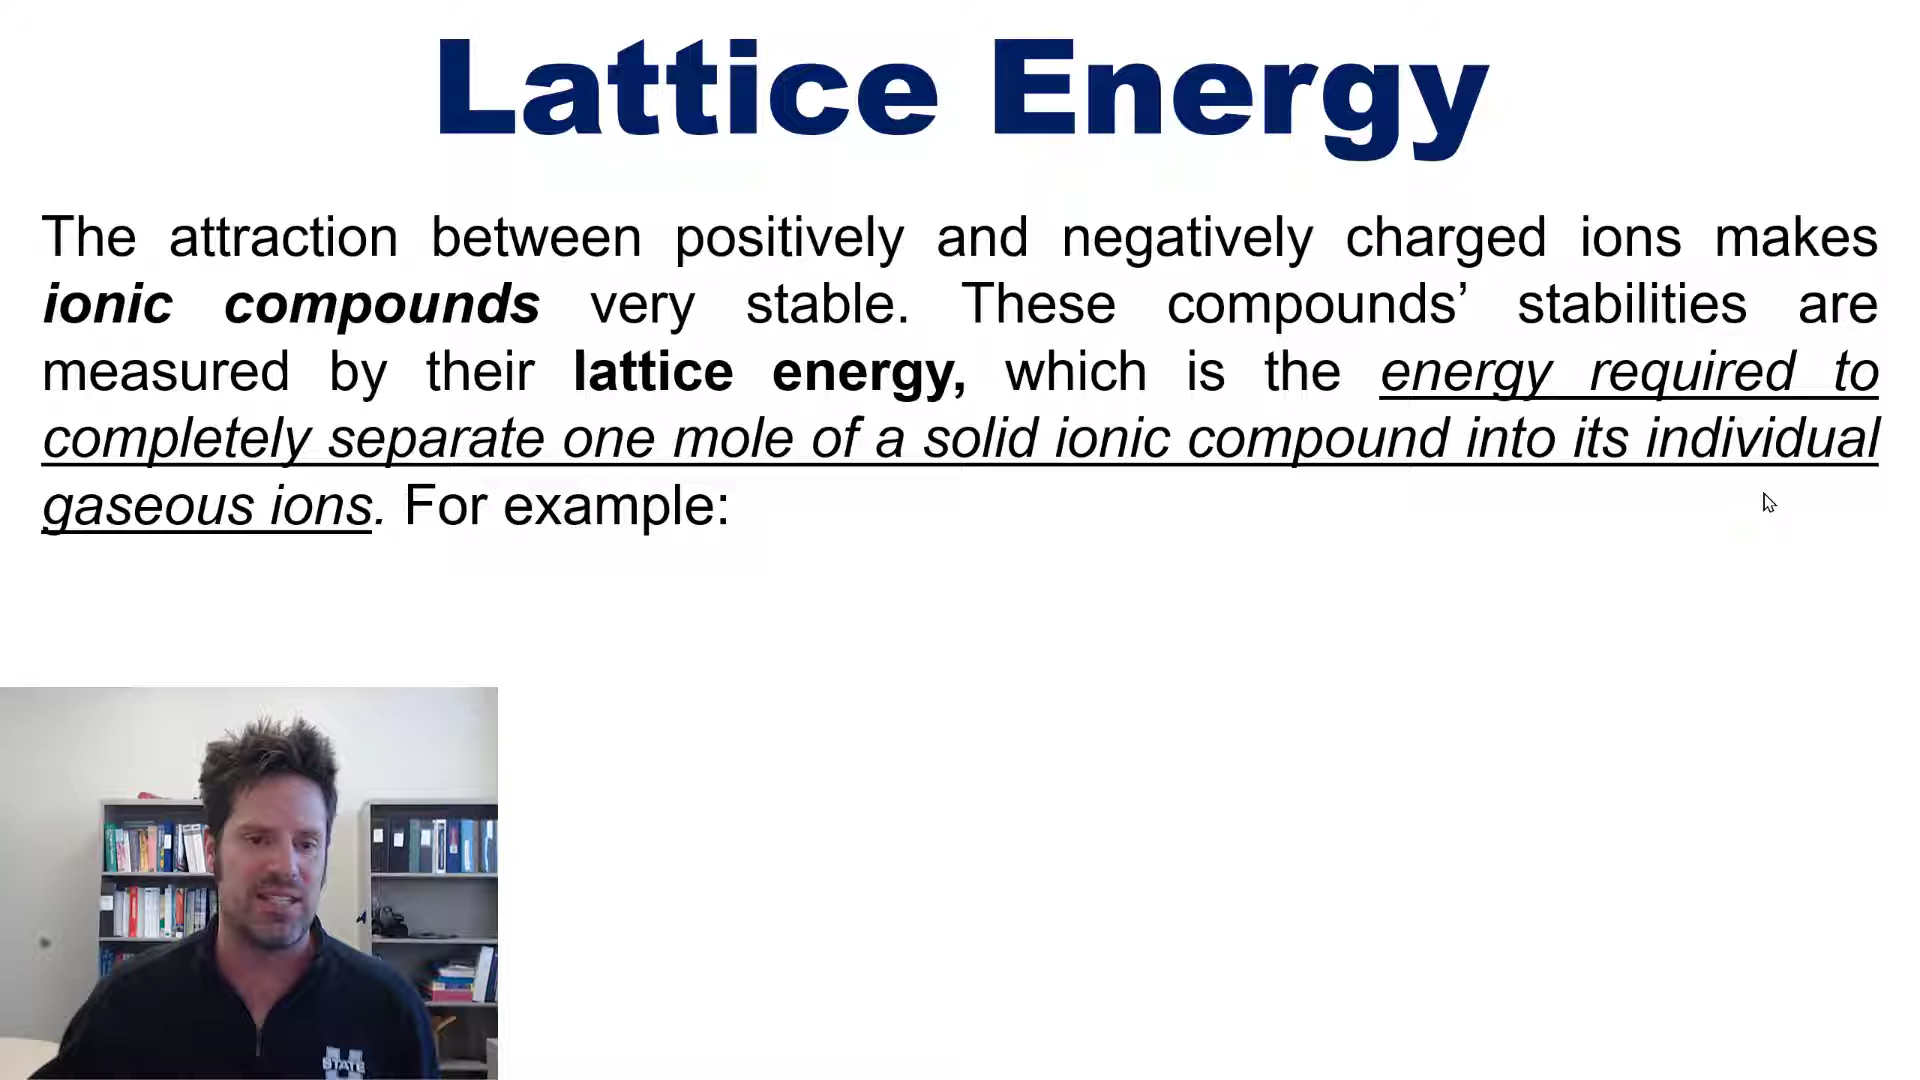 Lattice Energy
The attraction between positively and negatively charged ions makes
ionic compounds very stable. These compounds’ stabilities are
measured by their lattice energy, which is the energy required to
completely separate one mole of a solid ionic compound into its individual
gaseous ions. For example:
STATE